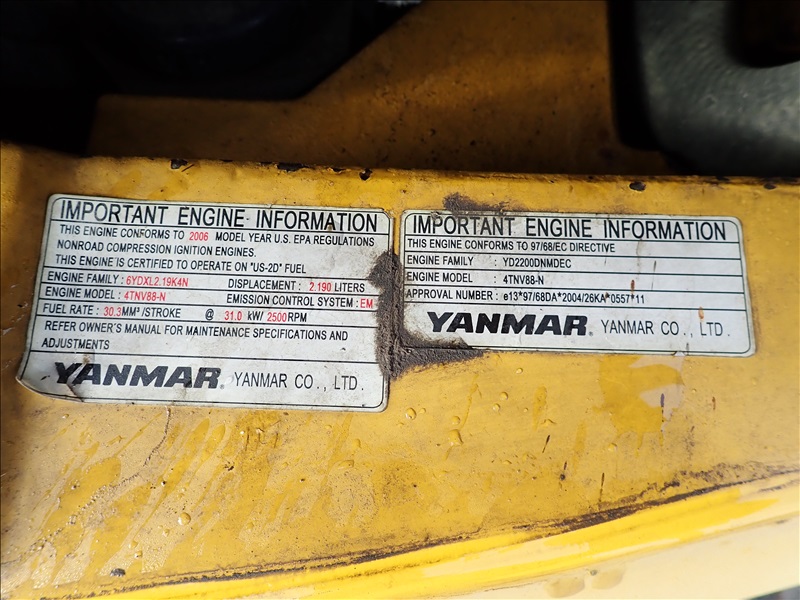 IMPORTANT ENGINE INFORMATION
THIS ENGINE CONFORMS TO 2006 MODEL YEAR U.S. EPA REGULATIONS
NONROAD COMPRESSION IGNITION ENGINES.
THIS ENGINE IS CERTIFIED TO OPERATE ON "US-2D" FUEL
ENGINE FAMILY : 6YDXL2.19K4N DISPLACEMENT : 2.190 LITERS
ENGINE MODEL : 4TNV88-N EMISSION CONTROL SYSTEM : EM
FUEL RATE : 30.3MM³ /STROKE @ 31.0 kW/ 2500RPM
REFER OWNER'S MANUAL FOR MAINTENANCE SPECIFICATIONS AND
ADJUSTMENTS
YANMAR® YANMAR CO., LTD.
IMPORTANT ENGINE INFORMATION
THIS ENGINE CONFORMS TO 97/68/EC DIRECTIVE
ENGINE FAMILY : YD2200DNMDEC
ENGINE MODEL : 4TNV88-N
APPROVAL NUMBER : e13*97/68DA*2004/26KA*0557*11
YANMAR® YANMAR CO., LTD.